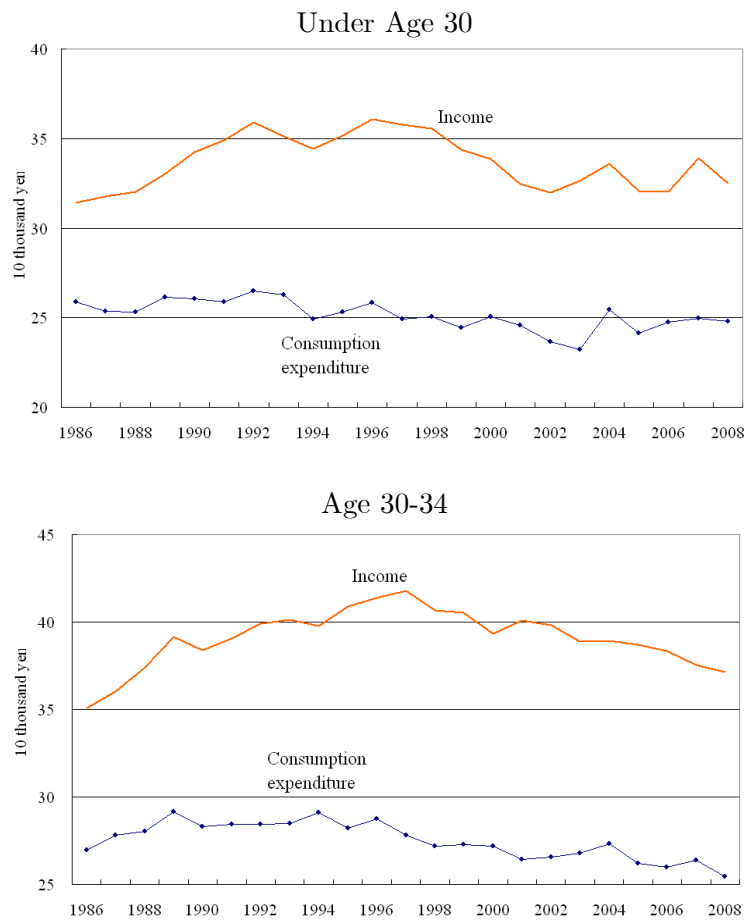 Under Age 30
40
35
30
25
20
10 thousand yen
Income
Consumption
expenditure
1986 1988 1990 1992 1994 1996 1998 2000 2002 2004 2006 2008
Age 30-34
45
40
35
30
25
10 thousand yen
Income
Consumption
expenditure
1986 1988 1990 1992 1994 1996 1998 2000 2002 2004 2006 2008